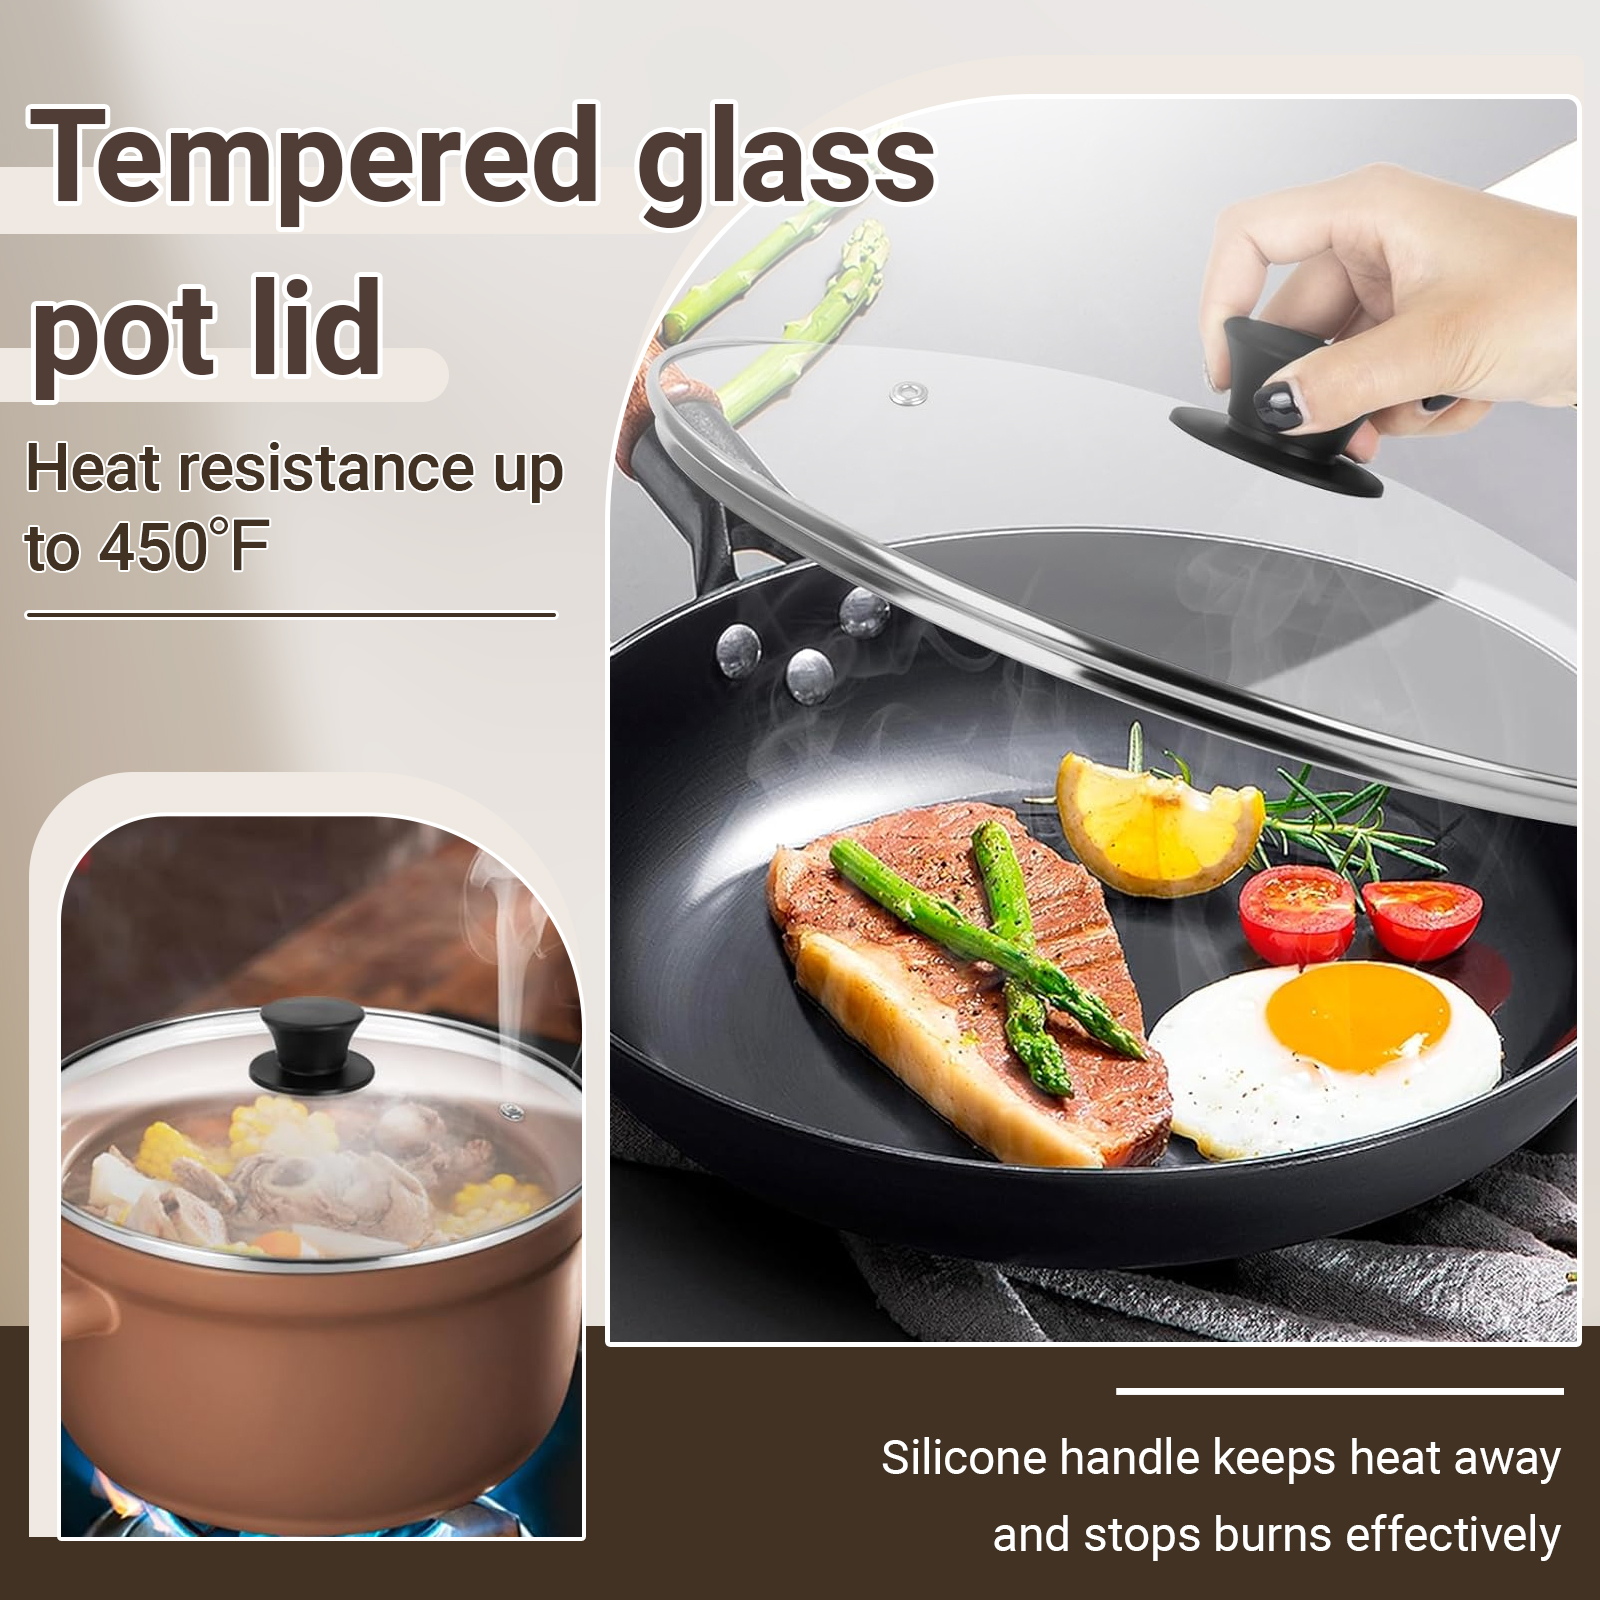 Tempered glass
pot lid
Heat resistance up
to 450℉
Silicone handle keeps heat away
and stops burns effectively